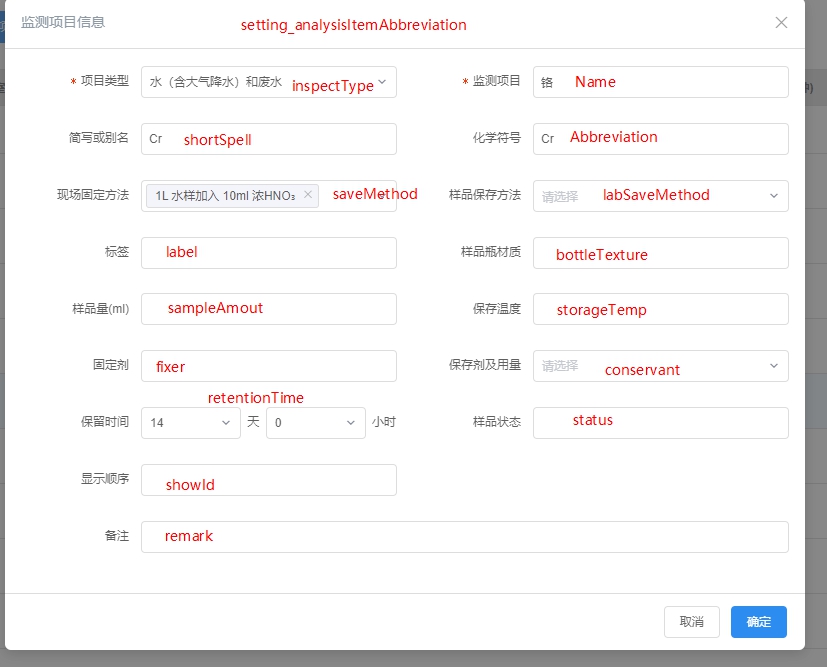 监测项目信息
setting_analysisItemAbbreviation
* 项目类型 水（含大气降水）和废水 inspectType
* 监测项目 铬 Name
简写或别名 Cr shortSpell
化学符号 Cr Abbreviation
现场固定方法 1L 水样加入 10ml 浓HNO₃ saveMethod
样品保存方法 请选择 labSaveMethod
标签 label
样品瓶材质 bottleTexture
样品量(ml) sampleAmout
保存温度 storageTemp
固定剂 fixer
保存剂及用量 请选择 conservant
retentionTime
保留时间 14 天 0 小时
样品状态 status
显示顺序 showId
备注 remark
取消 确定